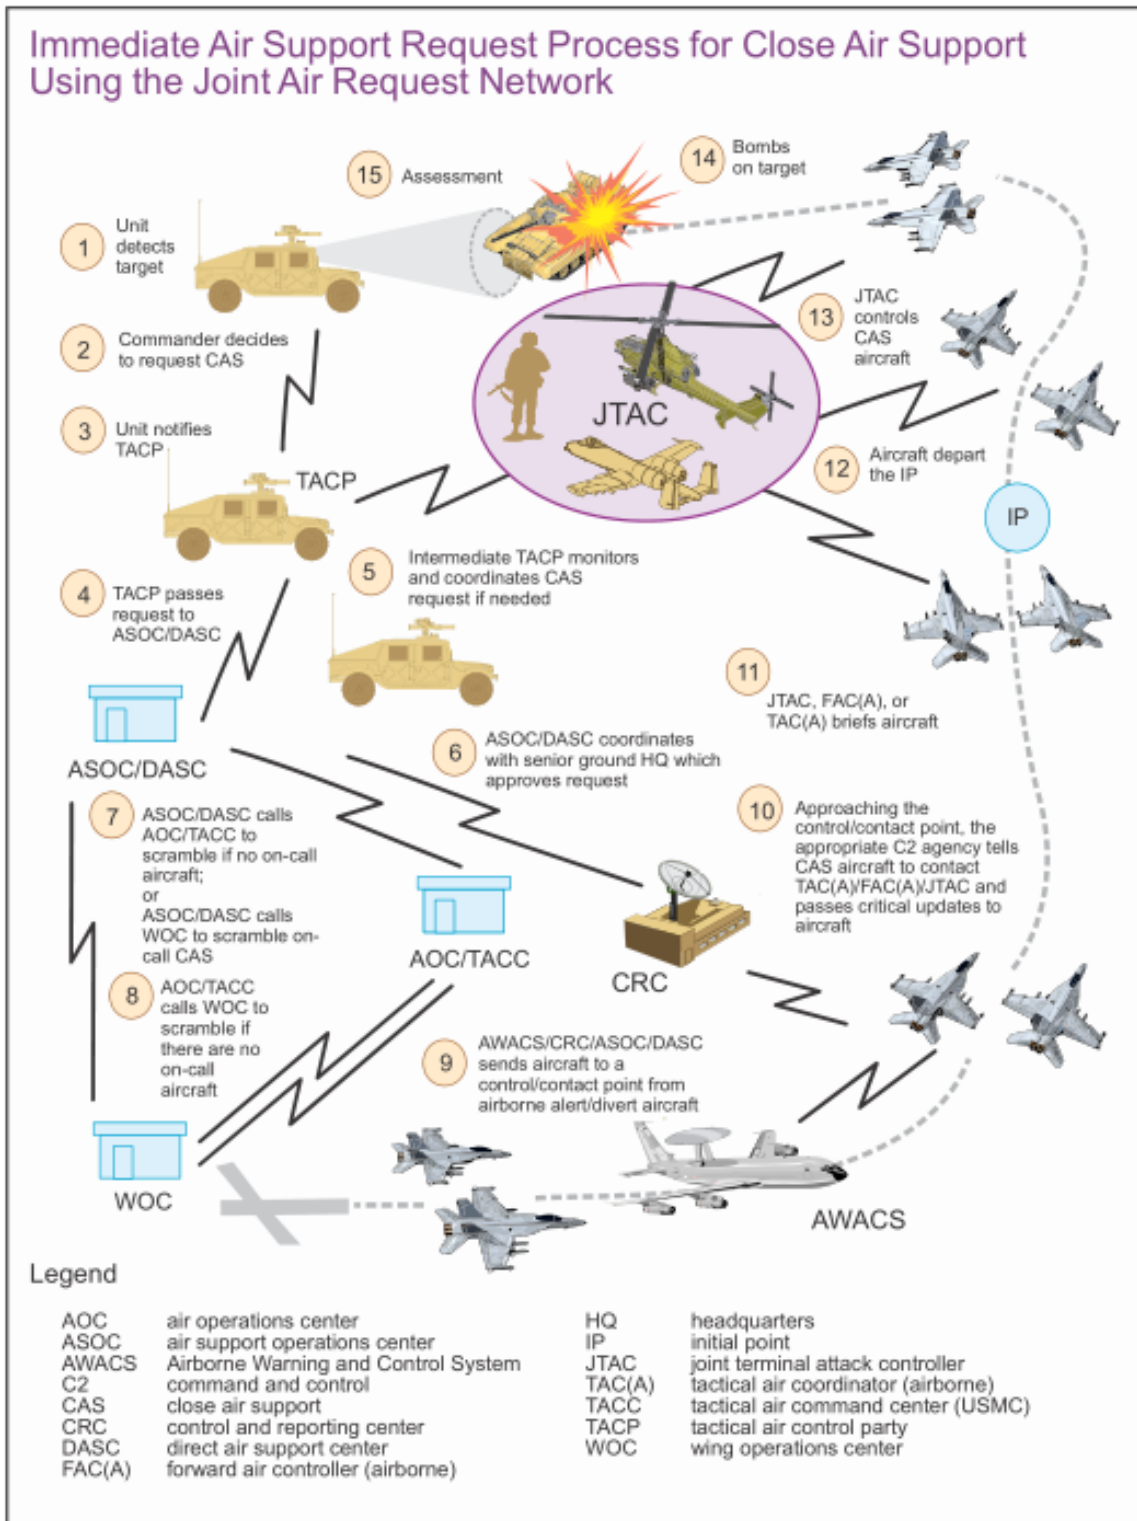 Immediate Air Support Request Process for Close Air Support
Using the Joint Air Request Network
1
Unit
detects
target
15
Assessment
14
Bombs
on target
2
Commander decides
to request CAS
13
JTAC
controls
CAS
aircraft
JTAC
3
Unit notifies
TACP
TACP
12
Aircraft depart
the IP
IP
4
TACP passes
request to
ASOC/DASC
5
Intermediate TACP monitors
and coordinates CAS
request if needed
11
JTAC, FAC(A), or
TAC(A) briefs aircraft
ASOC/DASC
6
ASOC/DASC coordinates
with senior ground HQ which
approves request
7
ASOC/DASC calls
AOC/TACC to
scramble if no on-call
aircraft;
or
ASOC/DASC calls
WOC to scramble on-
call CAS
10
Approaching the
control/contact point, the
appropriate C2 agency tells
CAS aircraft to contact
TAC(A)/FAC(A)/JTAC and
passes critical updates to
aircraft
AOC/TACC
CRC
8
AOC/TACC
calls WOC to
scramble if
there are no
on-call
aircraft
9
AWACS/CRC/ASOC/DASC
sends aircraft to a
control/contact point from
airborne alert/divert aircraft
WOC
AWACS
Legend
AOC air operations center
ASOC air support operations center
AWACS Airborne Warning and Control System
C2 command and control
CAS close air support
CRC control and reporting center
DASC direct air support center
FAC(A) forward air controller (airborne)
HQ headquarters
IP initial point
JTAC joint terminal attack controller
TAC(A) tactical air coordinator (airborne)
TACC tactical air command center (USMC)
TACP tactical air control party
WOC wing operations center